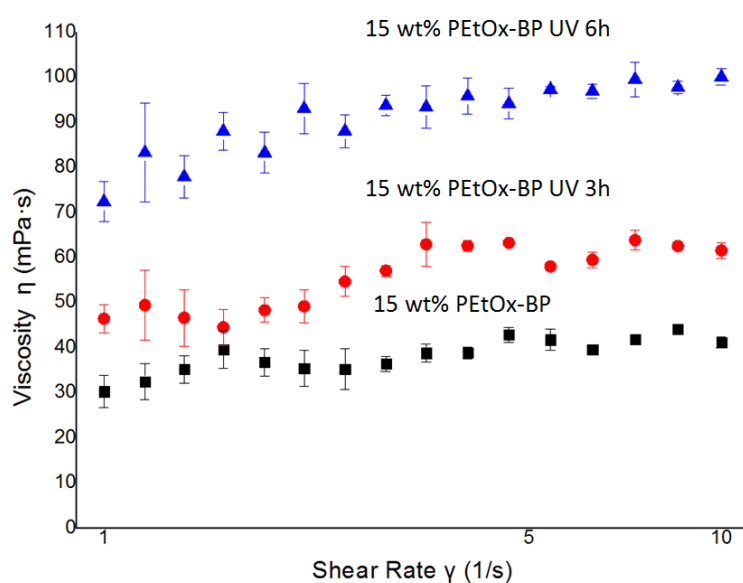 110
100
90
80
70
60
50
40
30
20
10
0
Viscosity η (mPa·s)
15 wt% PEtOx-BP UV 6h
15 wt% PEtOx-BP UV 3h
15 wt% PEtOx-BP
1 5 10
Shear Rate γ (1/s)